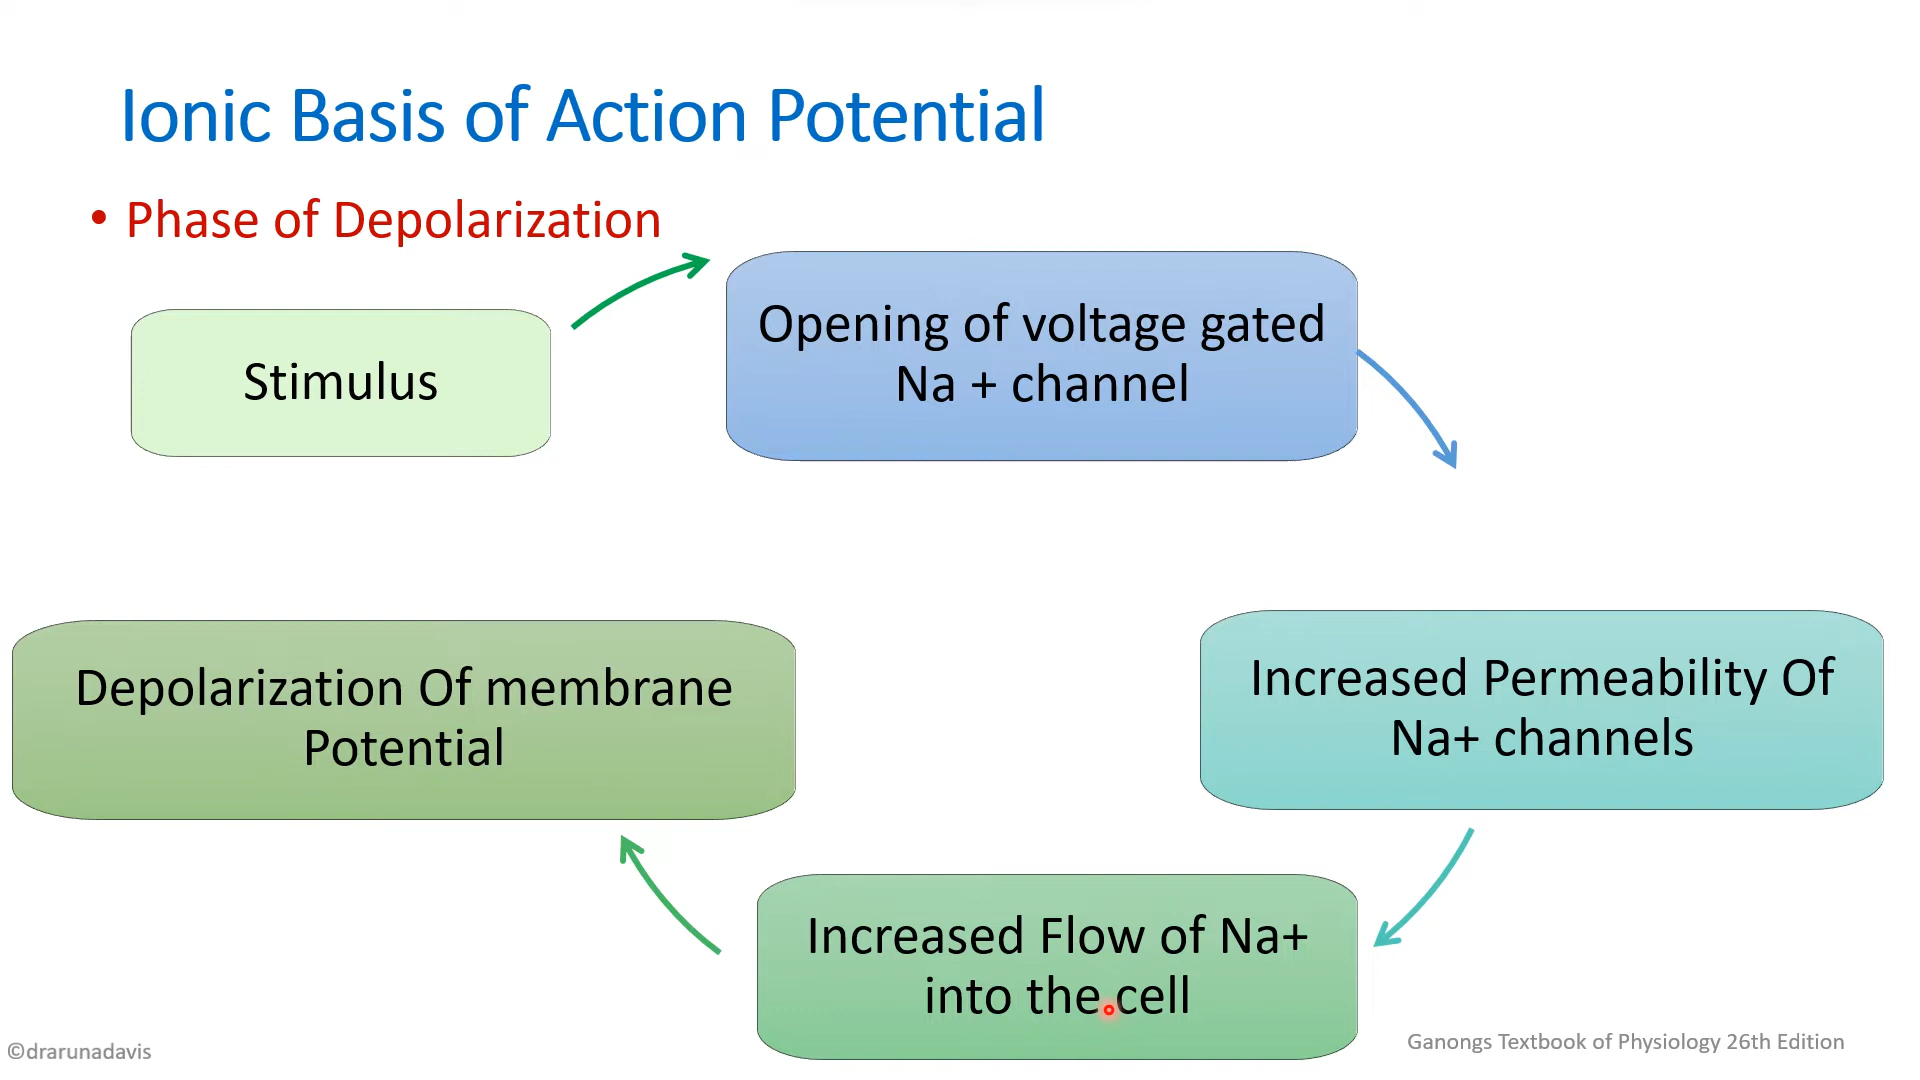 Ionic Basis of Action Potential
• Phase of Depolarization
Stimulus
Opening of voltage gated
Na + channel
Increased Permeability Of
Na+ channels
Increased Flow of Na+
into the cell
Depolarization Of membrane
Potential
©drarunadavis
Ganongs Textbook of Physiology 26th Edition